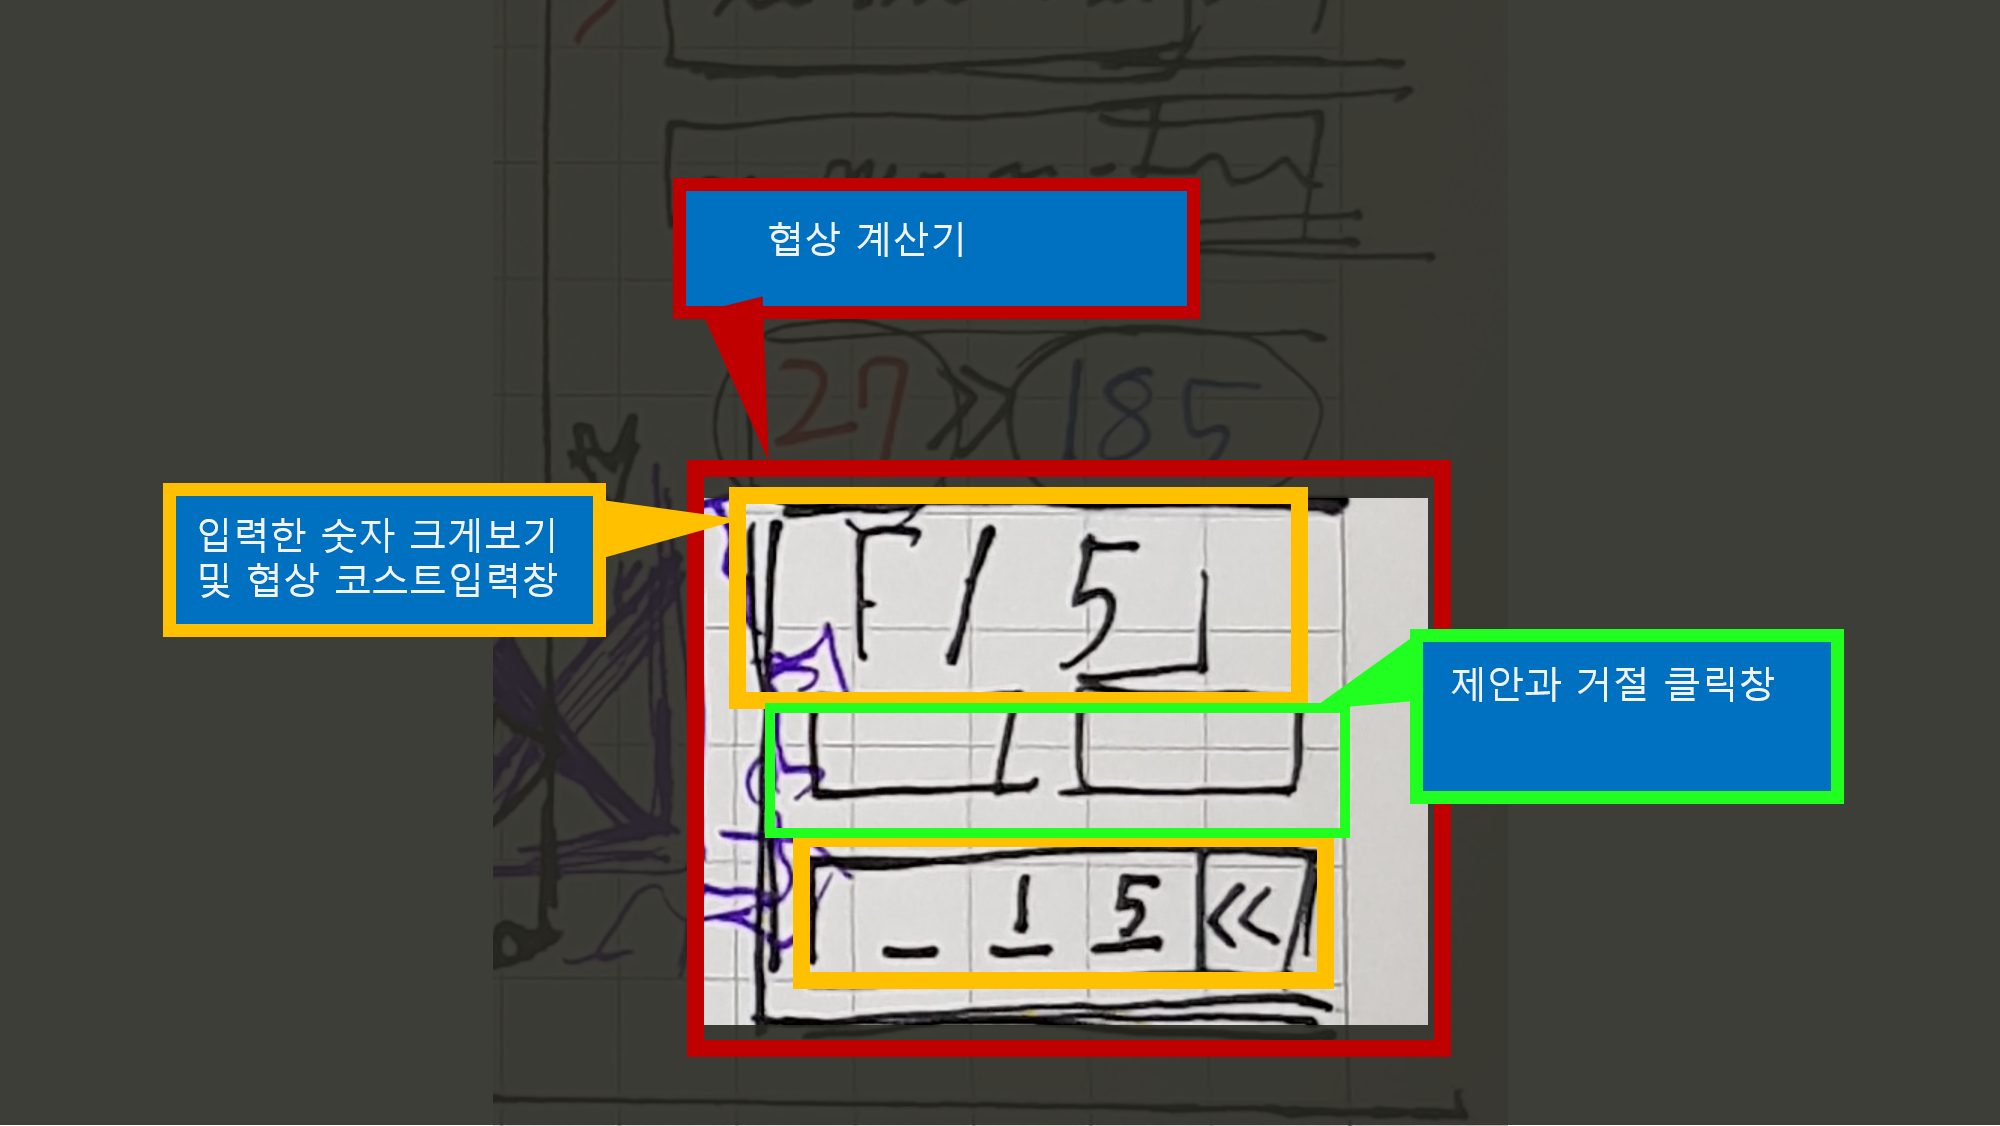 협상 계산기
27 >> 185
입력한 숫자 크게보기
및 협상 코스트입력창
「 1 5 」
제안과 거절 클릭창
_ 1 5 <<